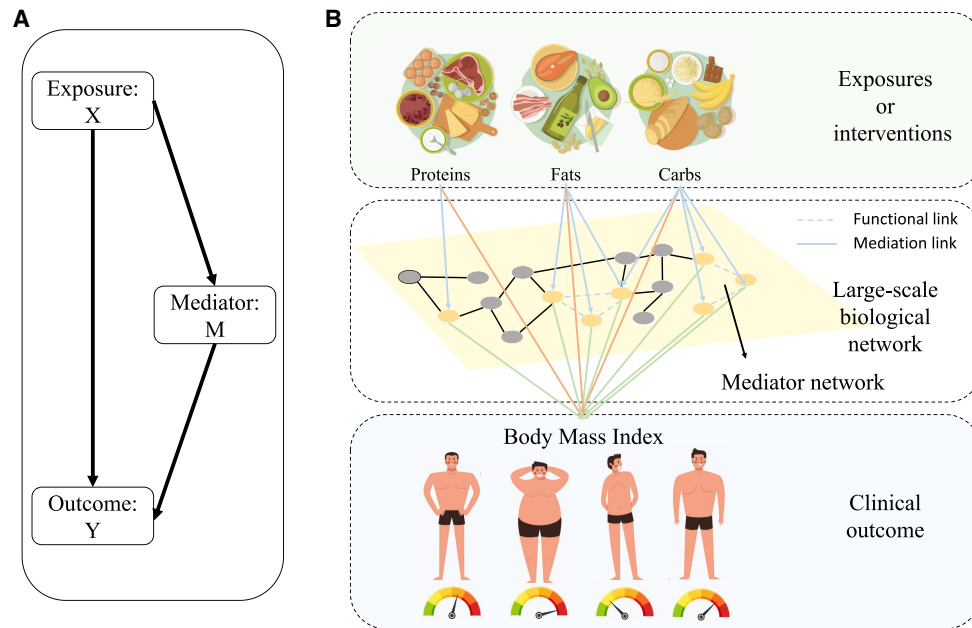 A
Exposure:
X
Mediator:
M
Outcome:
Y
B
Exposures
or
interventions
Proteins
Fats
Carbs
Functional link
Mediation link
Large-scale
biological
network
Mediator network
Body Mass Index
Clinical
outcome